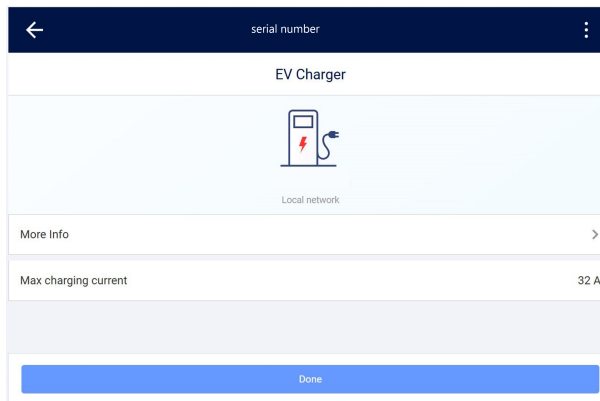 serial number
EV Charger
Local network
More Info
Max charging current 32 A
Done